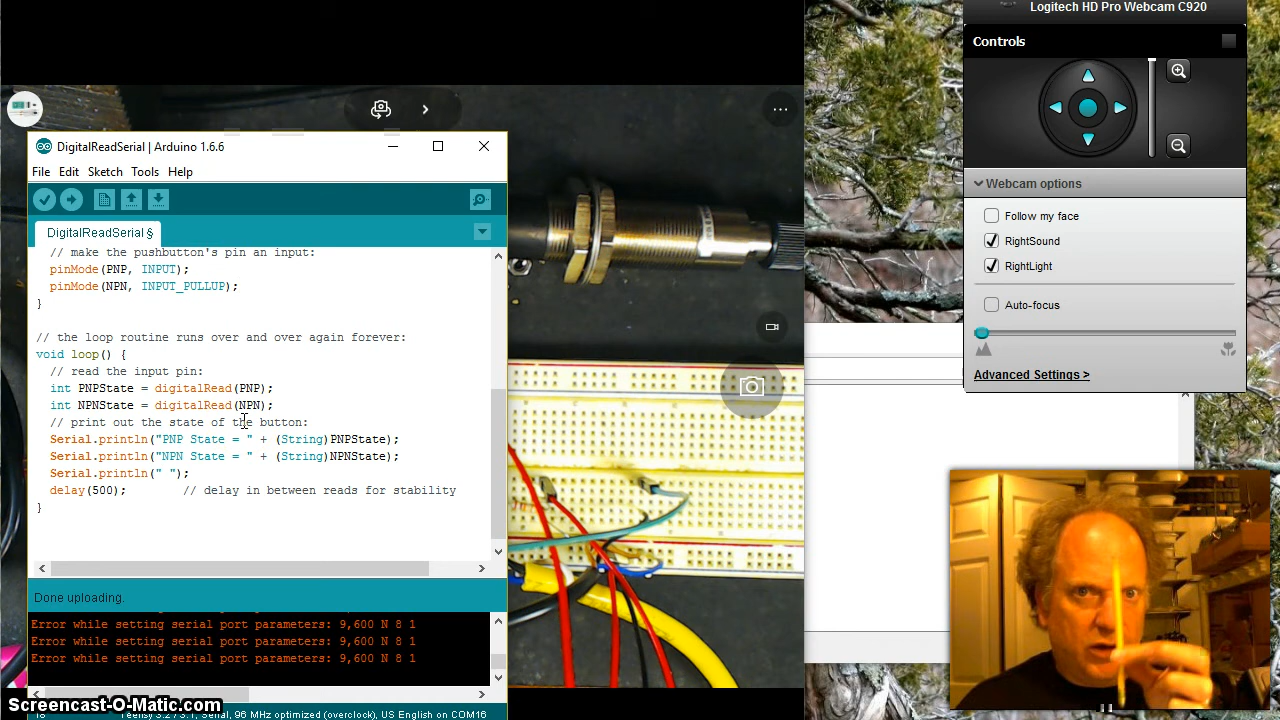 Logitech HD Pro Webcam C920
Controls
Webcam options
Follow my face
RightSound
RightLight
Auto-focus
Advanced Settings >
DigitalReadSerial | Arduino 1.6.6
File Edit Sketch Tools Help
DigitalReadSerial §
// make the pushbutton's pin an input:
pinMode(PNP, INPUT);
pinMode(NPN, INPUT_PULLUP);
}
// the loop routine runs over and over again forever:
void loop() {
// read the input pin:
int PNPState = digitalRead(PNP);
int NPNState = digitalRead(NPN);
// print out the state of the button:
Serial.println("PNP State = " + (String)PNPState);
Serial.println("NPN State = " + (String)NPNState);
Serial.println(" ");
delay(500); // delay in between reads for stability
}
Done uploading.
Error while setting serial port parameters: 9,600 N 8 1
Error while setting serial port parameters: 9,600 N 8 1
Error while setting serial port parameters: 9,600 N 8 1
Screencast-O-Matic.com
Teensy 3.2 / 3.1, Serial, 96 MHz optimized (overclock), US English on COM16